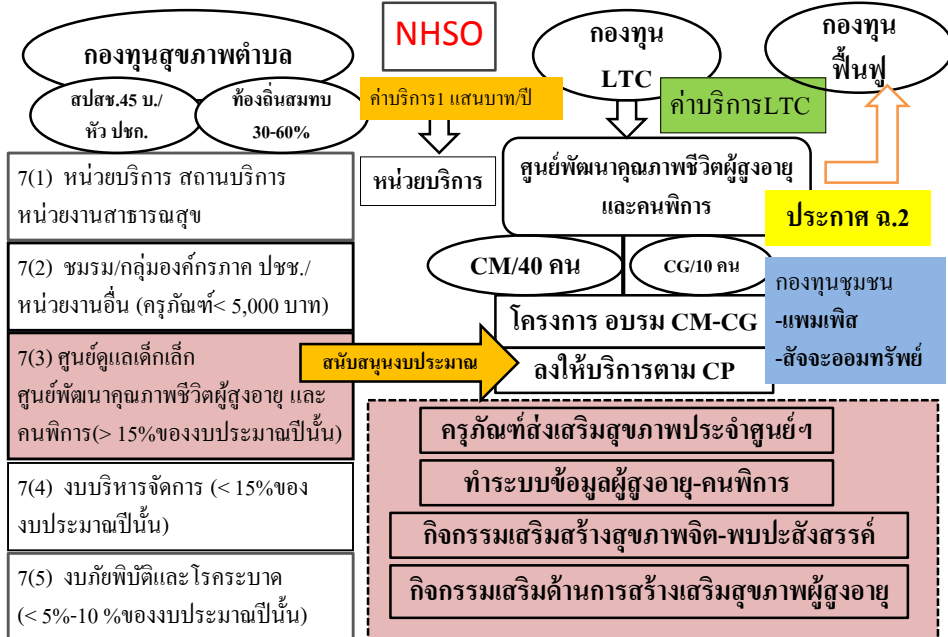 กองทุนสุขภาพตำบล
สปสช.45 บ./
หัว ปชก.
ท้องถิ่นสมทบ
30-60%
7(1) หน่วยบริการ สถานบริการ
หน่วยงานสาธารณสุข
7(2) ชมรม/กลุ่มองค์กรภาค ปชช./
หน่วยงานอื่น (ครุภัณฑ์< 5,000 บาท)
7(3) ศูนย์ดูแลเด็กเล็ก
ศูนย์พัฒนาคุณภาพชีวิตผู้สูงอายุ และ
คนพิการ(> 15%ของงบประมาณปีนั้น)
7(4) งบบริหารจัดการ (< 15%ของ
งบประมาณปีนั้น)
7(5) งบภัยพิบัติและโรคระบาด
(< 5%-10 %ของงบประมาณปีนั้น)
NHSO
ค่าบริการ1 แสนบาท/ปี
หน่วยบริการ
สนับสนุนงบประมาณ
กองทุน
LTC
ค่าบริการLTC
ศูนย์พัฒนาคุณภาพชีวิตผู้สูงอายุ
และคนพิการ
CM/40 คน
CG/10 คน
โครงการ อบรม CM-CG
ลงให้บริการตาม CP
กองทุน
ฟื้นฟู
ประกาศ ฉ.2
กองทุนชุมชน
-แพมเพิส
-สัจจะออมทรัพย์
ครุภัณฑ์ส่งเสริมสุขภาพประจำศูนย์ฯ
ทำระบบข้อมูลผู้สูงอายุ-คนพิการ
กิจกรรมเสริมสร้างสุขภาพจิต-พบปะสังสรรค์
กิจกรรมเสริมด้านการสร้างเสริมสุขภาพผู้สูงอายุ